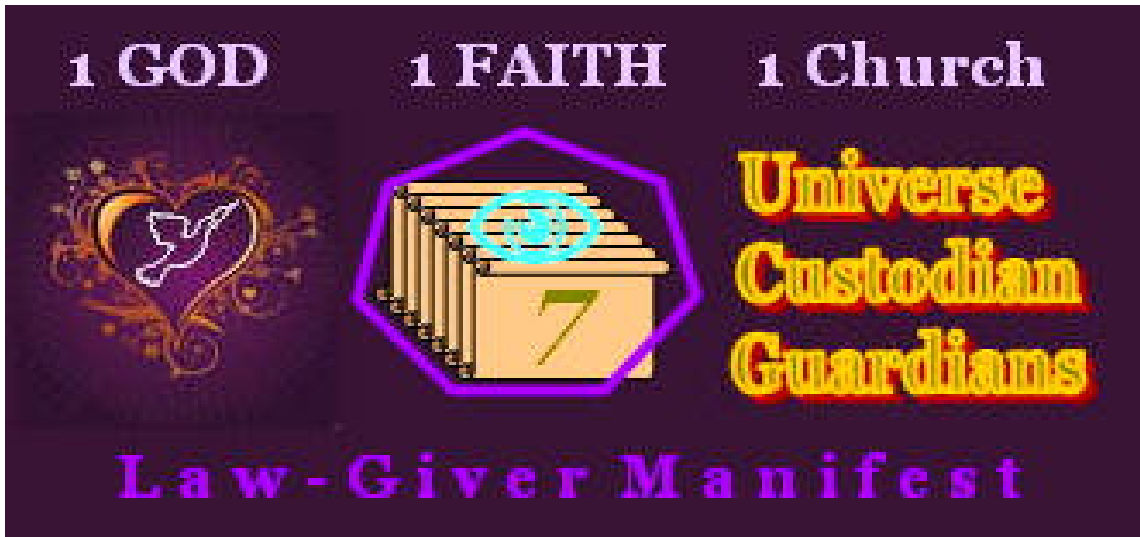 1 GOD 1 FAITH 1 Church
Universe
Custodian
Guardians
7
Law-Giver Manifest